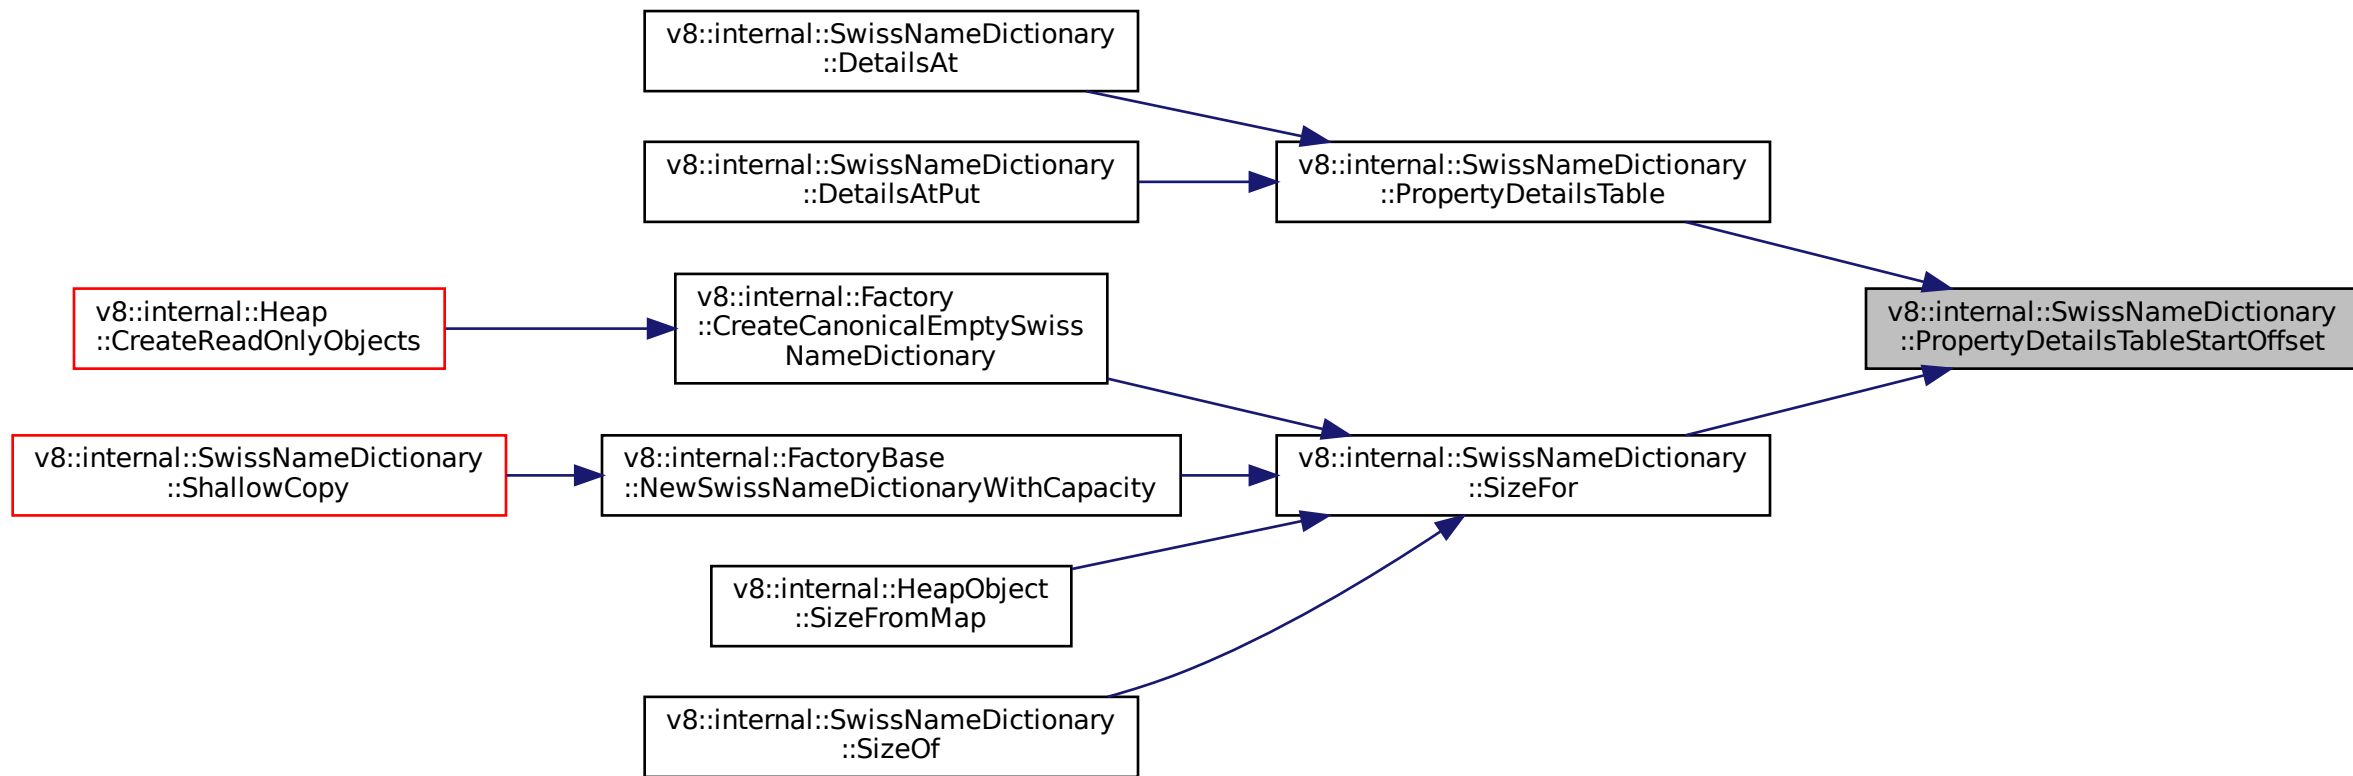 v8::internal::SwissNameDictionary
::DetailsAt
v8::internal::SwissNameDictionary
::DetailsAtPut
v8::internal::SwissNameDictionary
::PropertyDetailsTable
v8::internal::Heap
::CreateReadOnlyObjects
v8::internal::Factory
::CreateCanonicalEmptySwiss
NameDictionary
v8::internal::SwissNameDictionary
::PropertyDetailsTableStartOffset
v8::internal::SwissNameDictionary
::ShallowCopy
v8::internal::FactoryBase
::NewSwissNameDictionaryWithCapacity
v8::internal::SwissNameDictionary
::SizeFor
v8::internal::HeapObject
::SizeFromMap
v8::internal::SwissNameDictionary
::SizeOf